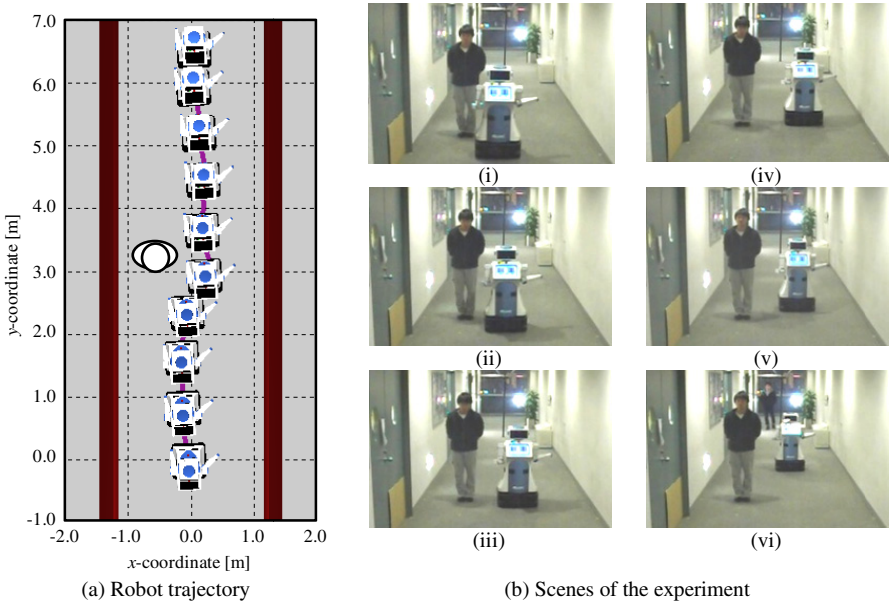 7.0
6.0
5.0
4.0
3.0
2.0
1.0
0.0
-1.0
y-coordinate [m]
-2.0 -1.0 0.0 1.0 2.0
x-coordinate [m]
(a) Robot trajectory
(i)
(ii)
(iii)
(iv)
(v)
(vi)
(b) Scenes of the experiment